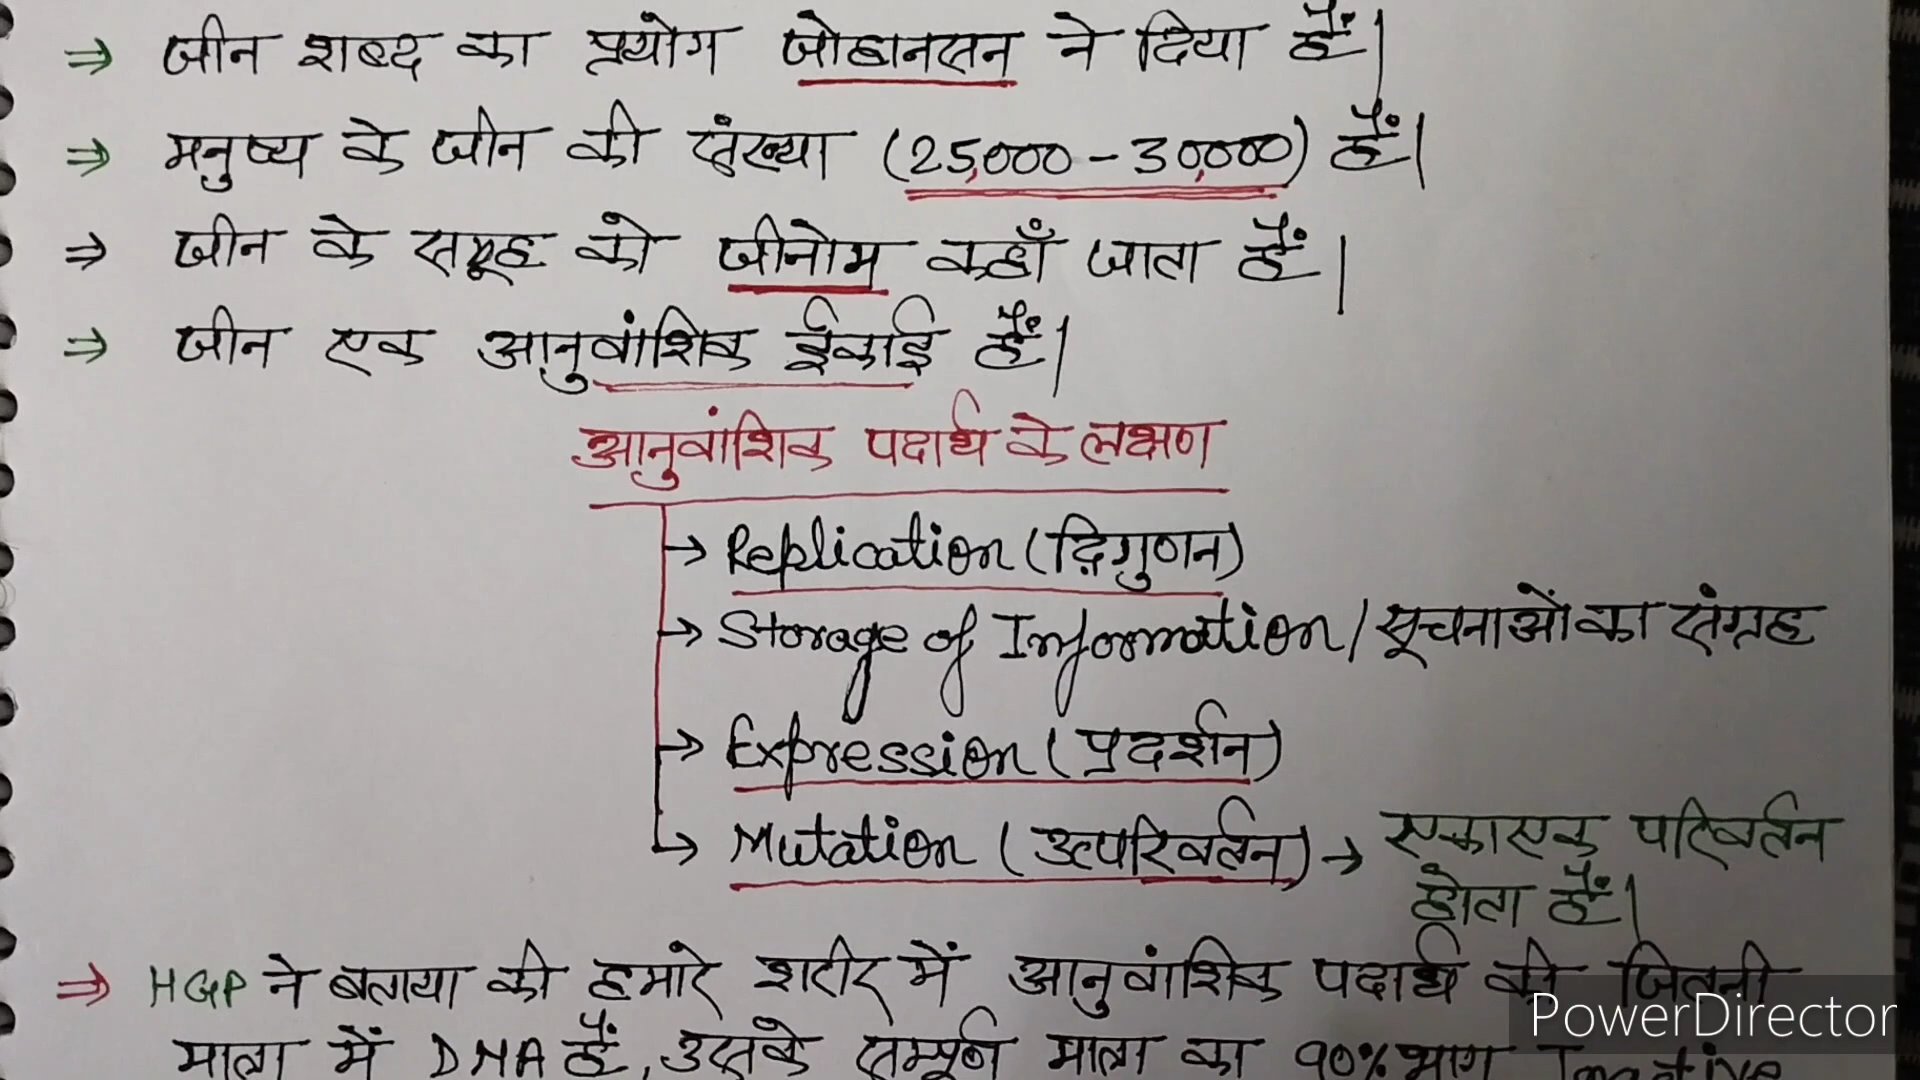 ⇒ जीन शब्द का प्रयोग जोहानसन ने दिया हैं।
⇒ मनुष्य के जीन की संख्या (25,000-30,000) हैं।
⇒ जीन के समूह को जीनोम कहाँ जाता हैं।
⇒ जीन एक आनुवांशिक ईकाई हैं।
आनुवांशिक पदार्थ के लक्षण
→ Replication (द्विगुणन)
→ Storage of Information / सूचनाओं का संग्रह
→ Expression (प्रदर्शन)
→ Mutation (उत्परिवर्तन) → एकाएक परिवर्तन
होता हैं।
⇒ HGP ने बताया की हमारे शरीर में आनुवांशिक पदार्थ की जितनी
मात्रा में DNA हैं, उसके सम्पूर्ण मात्रा का 90% भाग Inactive
PowerDirector